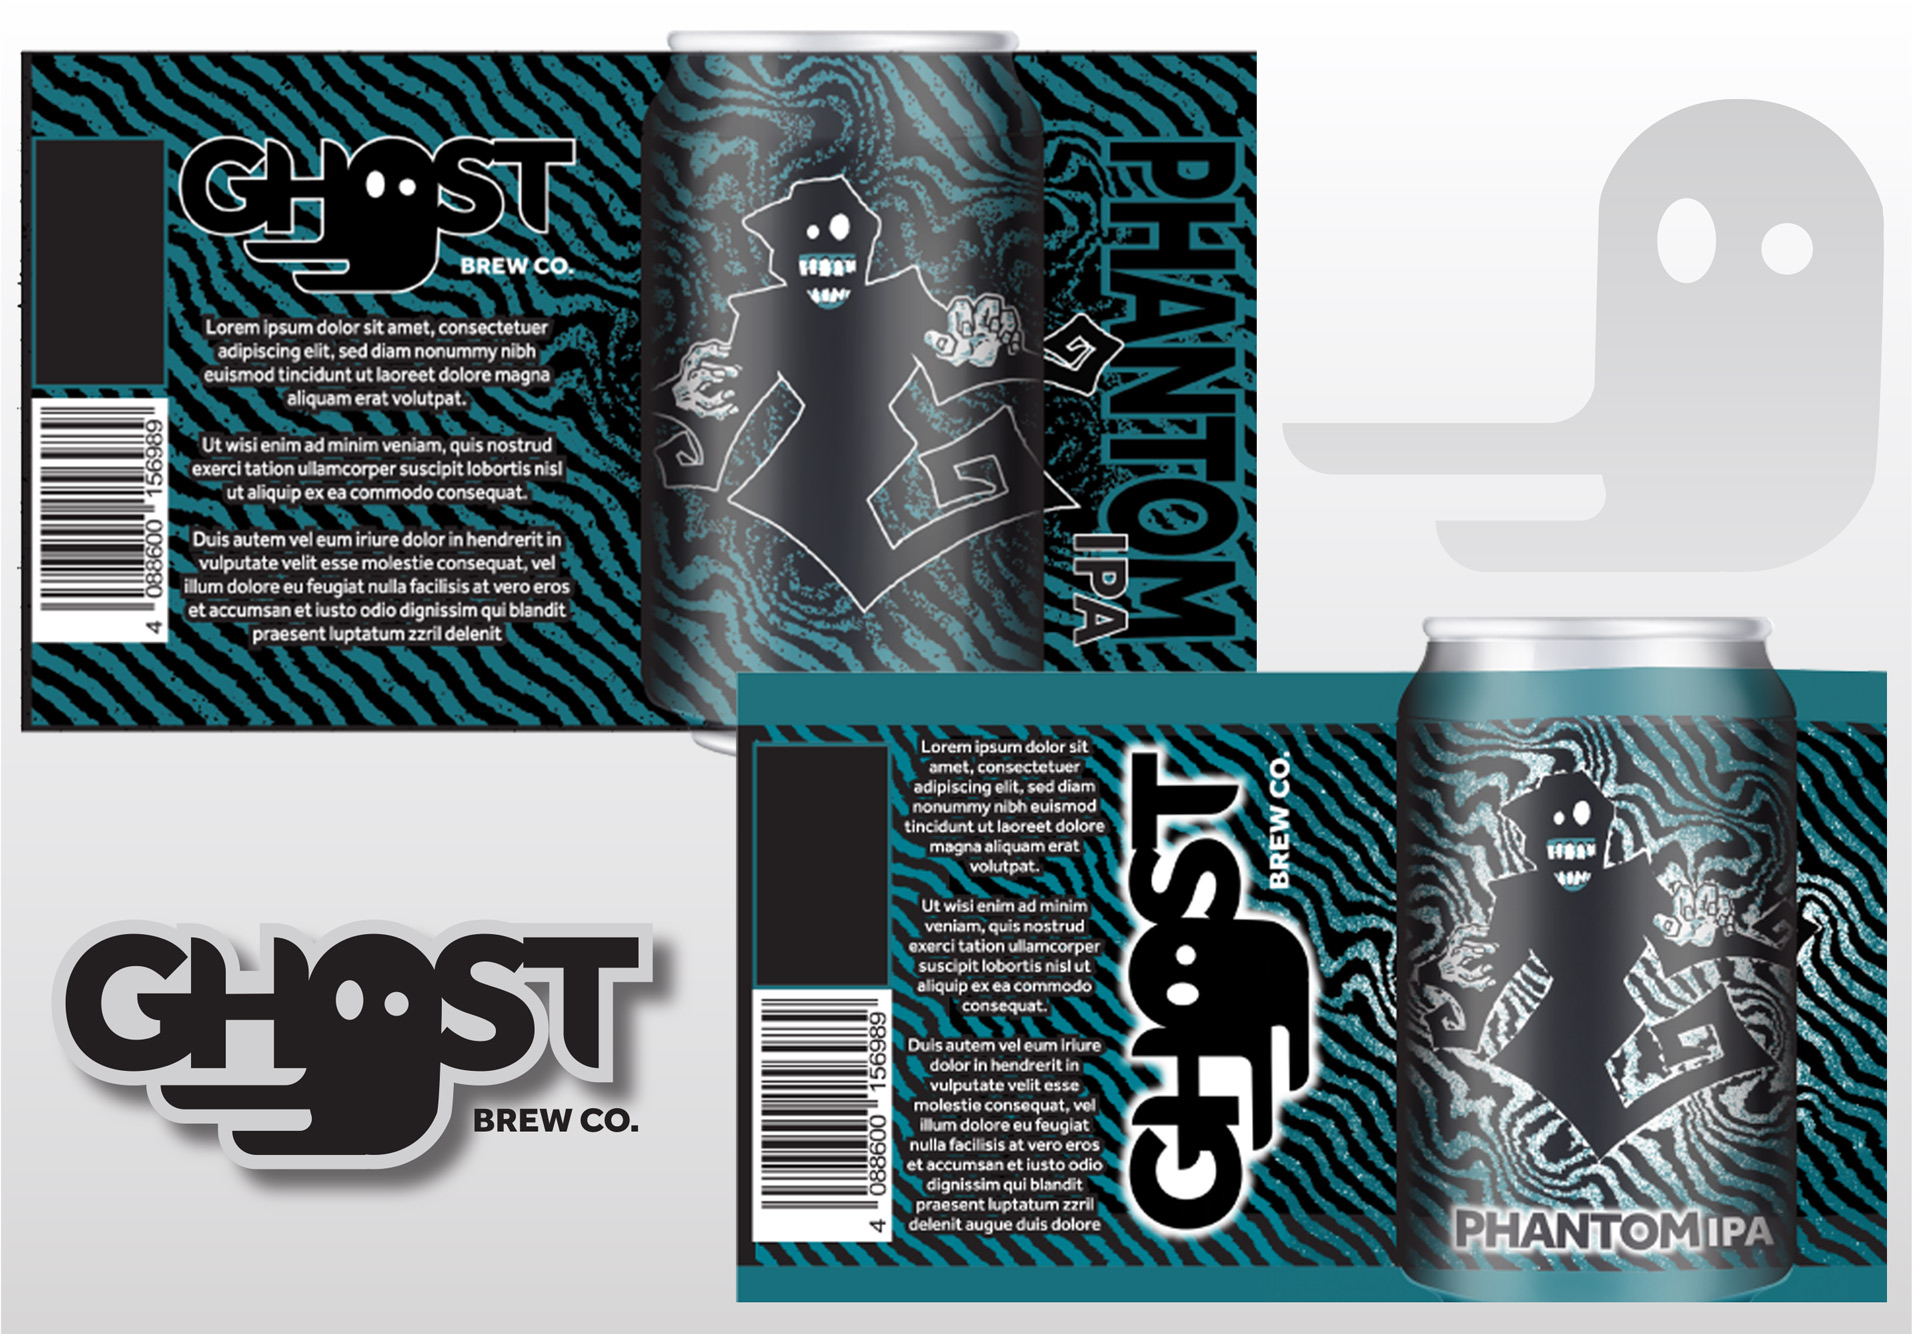 GHOST
BREW CO.
Lorem ipsum dolor sit amet, consectetuer
adipiscing elit, sed diam nonummy nibh
euismod tincidunt ut laoreet dolore magna
aliquam erat volutpat.
Ut wisi enim ad minim veniam, quis nostrud
exerci tation ullamcorper suscipit lobortis nisl
ut aliquip ex ea commodo consequat.
Duis autem vel eum iriure dolor in hendrerit in
vulputate velit esse molestie consequat, vel
illum dolore eu feugiat nulla facilisis at vero eros
et accumsan et iusto odio dignissim qui blandit
praesent luptatum zzril delenit
4 088600 156989
PHANTOM
IPA
GHOST
BREW CO.
Lorem ipsum dolor sit
amet, consectetuer
adipiscing elit, sed diam
nonummy nibh euismod
tincidunt ut laoreet dolore
magna aliquam erat
volutpat.
Ut wisi enim ad minim
veniam, quis nostrud
exerci tation ullamcorper
suscipit lobortis nisl ut
aliquip ex ea commodo
consequat.
Duis autem vel eum iriure
dolor in hendrerit in
vulputate velit esse
molestie consequat, vel
illum dolore eu feugiat
nulla facilisis at vero eros
et accumsan et iusto odio
dignissim qui blandit
praesent luptatum zzril
delenit augue duis dolore
4 088600 156989
GHOST
BREW CO.
PHANTOM IPA